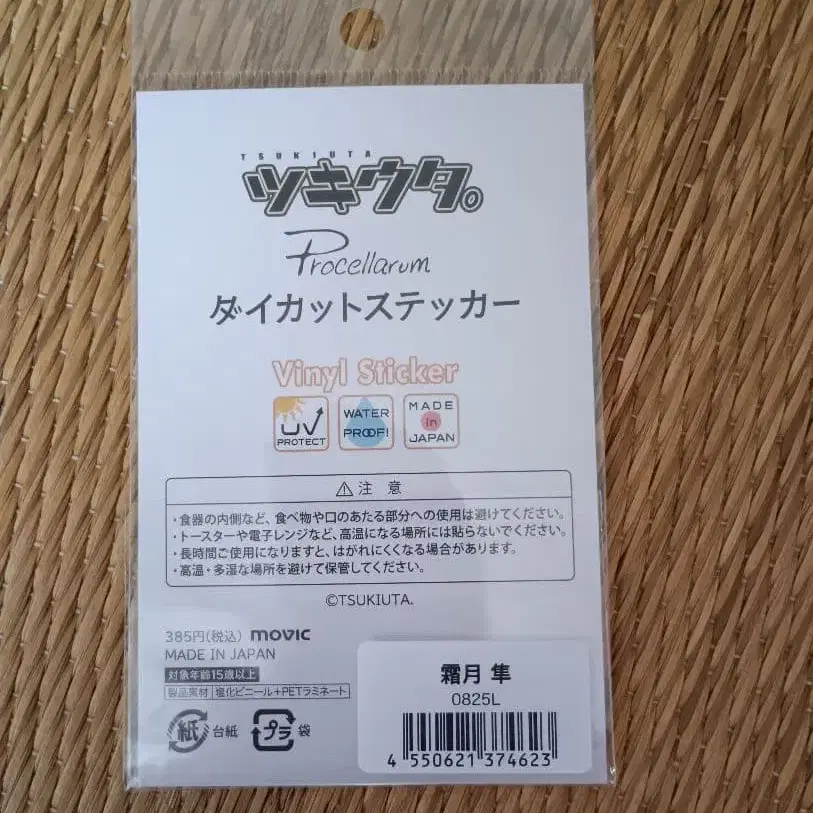 TSUKIUTA
ツキウタ。
Procellarum
ダイカットステッカー
Vinyl Sticker
UV PROTECT
WATER PROOF!
MADE in JAPAN
⚠注 意
・食器の内側など、食べ物や口のあたる部分への使用は避けてください。
・トースターや電子レンジなど、高温になる場所には貼らないでください。
・長時間ご使用になりますと、はがれにくくなる場合があります。
・高温・多湿な場所を避けて保管してください。
©TSUKIUTA.
385円(税込) movic
MADE IN JAPAN
対象年齢15歳以上
製品素材 塩化ビニール+PETラミネート
紙 台紙 プラ 袋
霜月 隼
0825L
4 550621 374623